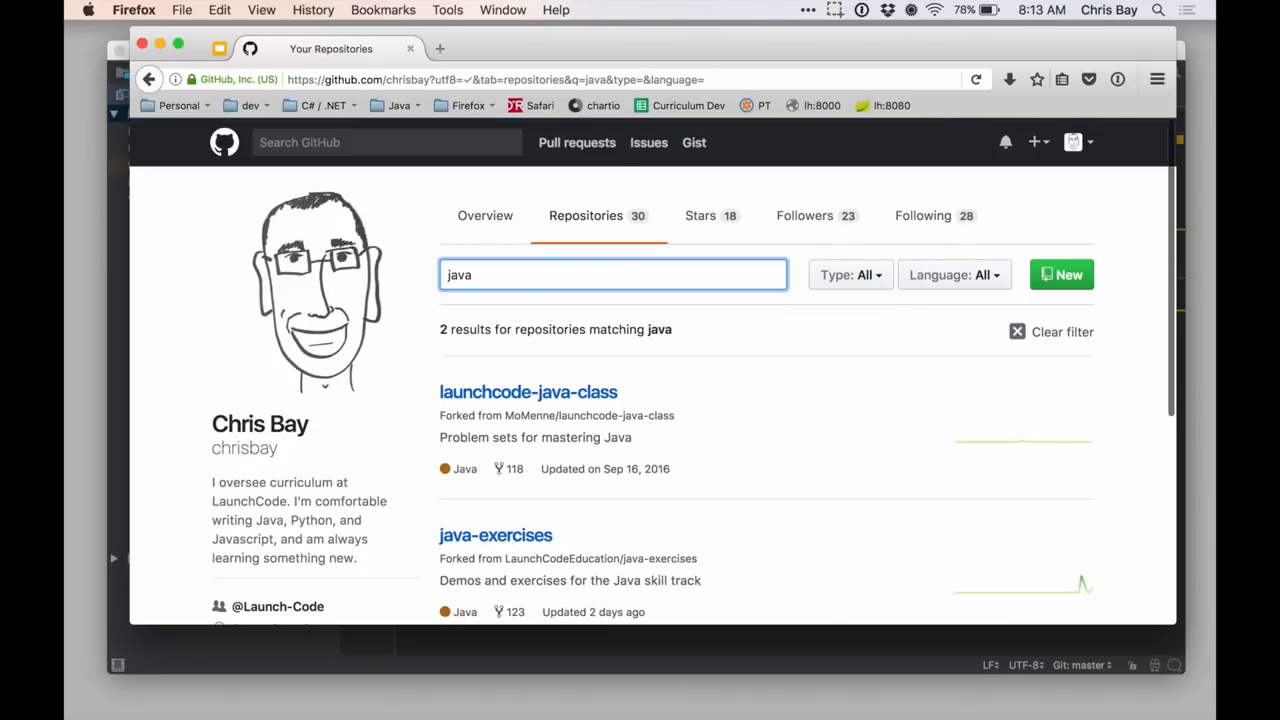 Firefox File Edit View History Bookmarks Tools Window Help 78% 8:13 AM Chris Bay
Your Repositories
GitHub, Inc. (US) https://github.com/chrisbay?utf8=✓&tab=repositories&q=java&type=&language=
Personal dev C# / .NET Java Firefox Safari chartio Curriculum Dev PT lh:8000 lh:8080
Search GitHub Pull requests Issues Gist
Overview Repositories 30 Stars 18 Followers 23 Following 28
java Type: All Language: All New
2 results for repositories matching java Clear filter
launchcode-java-class
Forked from MoMenne/launchcode-java-class
Problem sets for mastering Java
Java 118 Updated on Sep 16, 2016
java-exercises
Forked from LaunchCodeEducation/java-exercises
Demos and exercises for the Java skill track
Java 123 Updated 2 days ago
Chris Bay
chrisbay
I oversee curriculum at
LaunchCode. I'm comfortable
writing Java, Python, and
Javascript, and am always
learning something new.
@Launch-Code
LF÷ UTF-8÷ Git: master÷